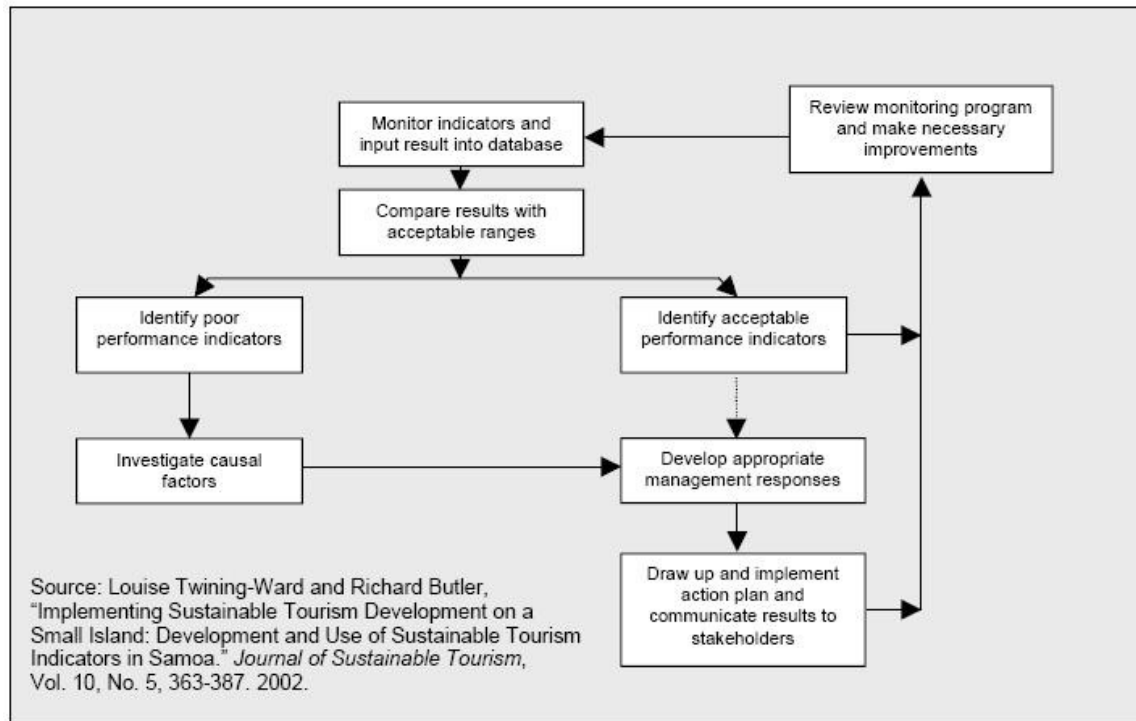 Monitor indicators and
input result into database
Review monitoring program
and make necessary
improvements
Compare results with
acceptable ranges
Identify poor
performance indicators
Identify acceptable
performance indicators
Investigate causal
factors
Develop appropriate
management responses
Draw up and implement
action plan and
communicate results to
stakeholders
Source: Louise Twining-Ward and Richard Butler,
“Implementing Sustainable Tourism Development on a
Small Island: Development and Use of Sustainable Tourism
Indicators in Samoa.” Journal of Sustainable Tourism,
Vol. 10, No. 5, 363-387. 2002.